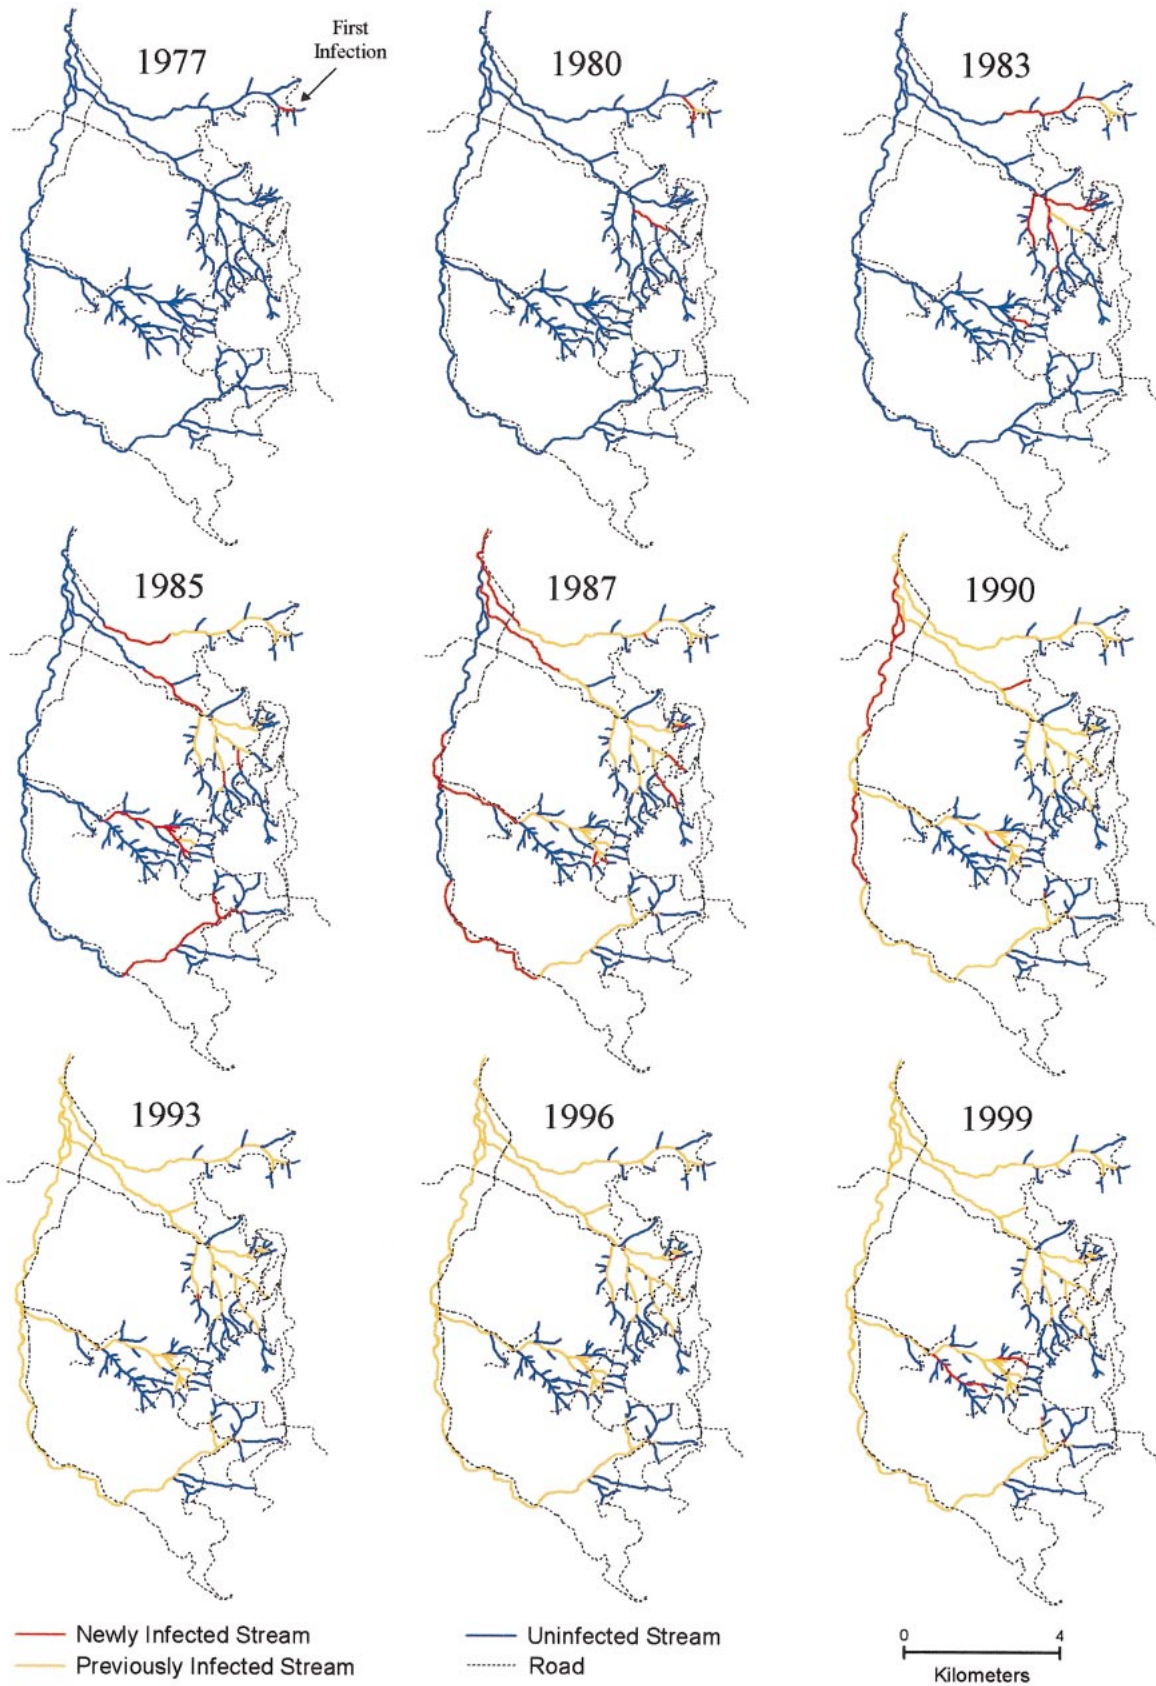 First
Infection
1977
1980
1983
1985
1987
1990
1993
1996
1999
Newly Infected Stream
Previously Infected Stream
Uninfected Stream
Road
0 4
Kilometers